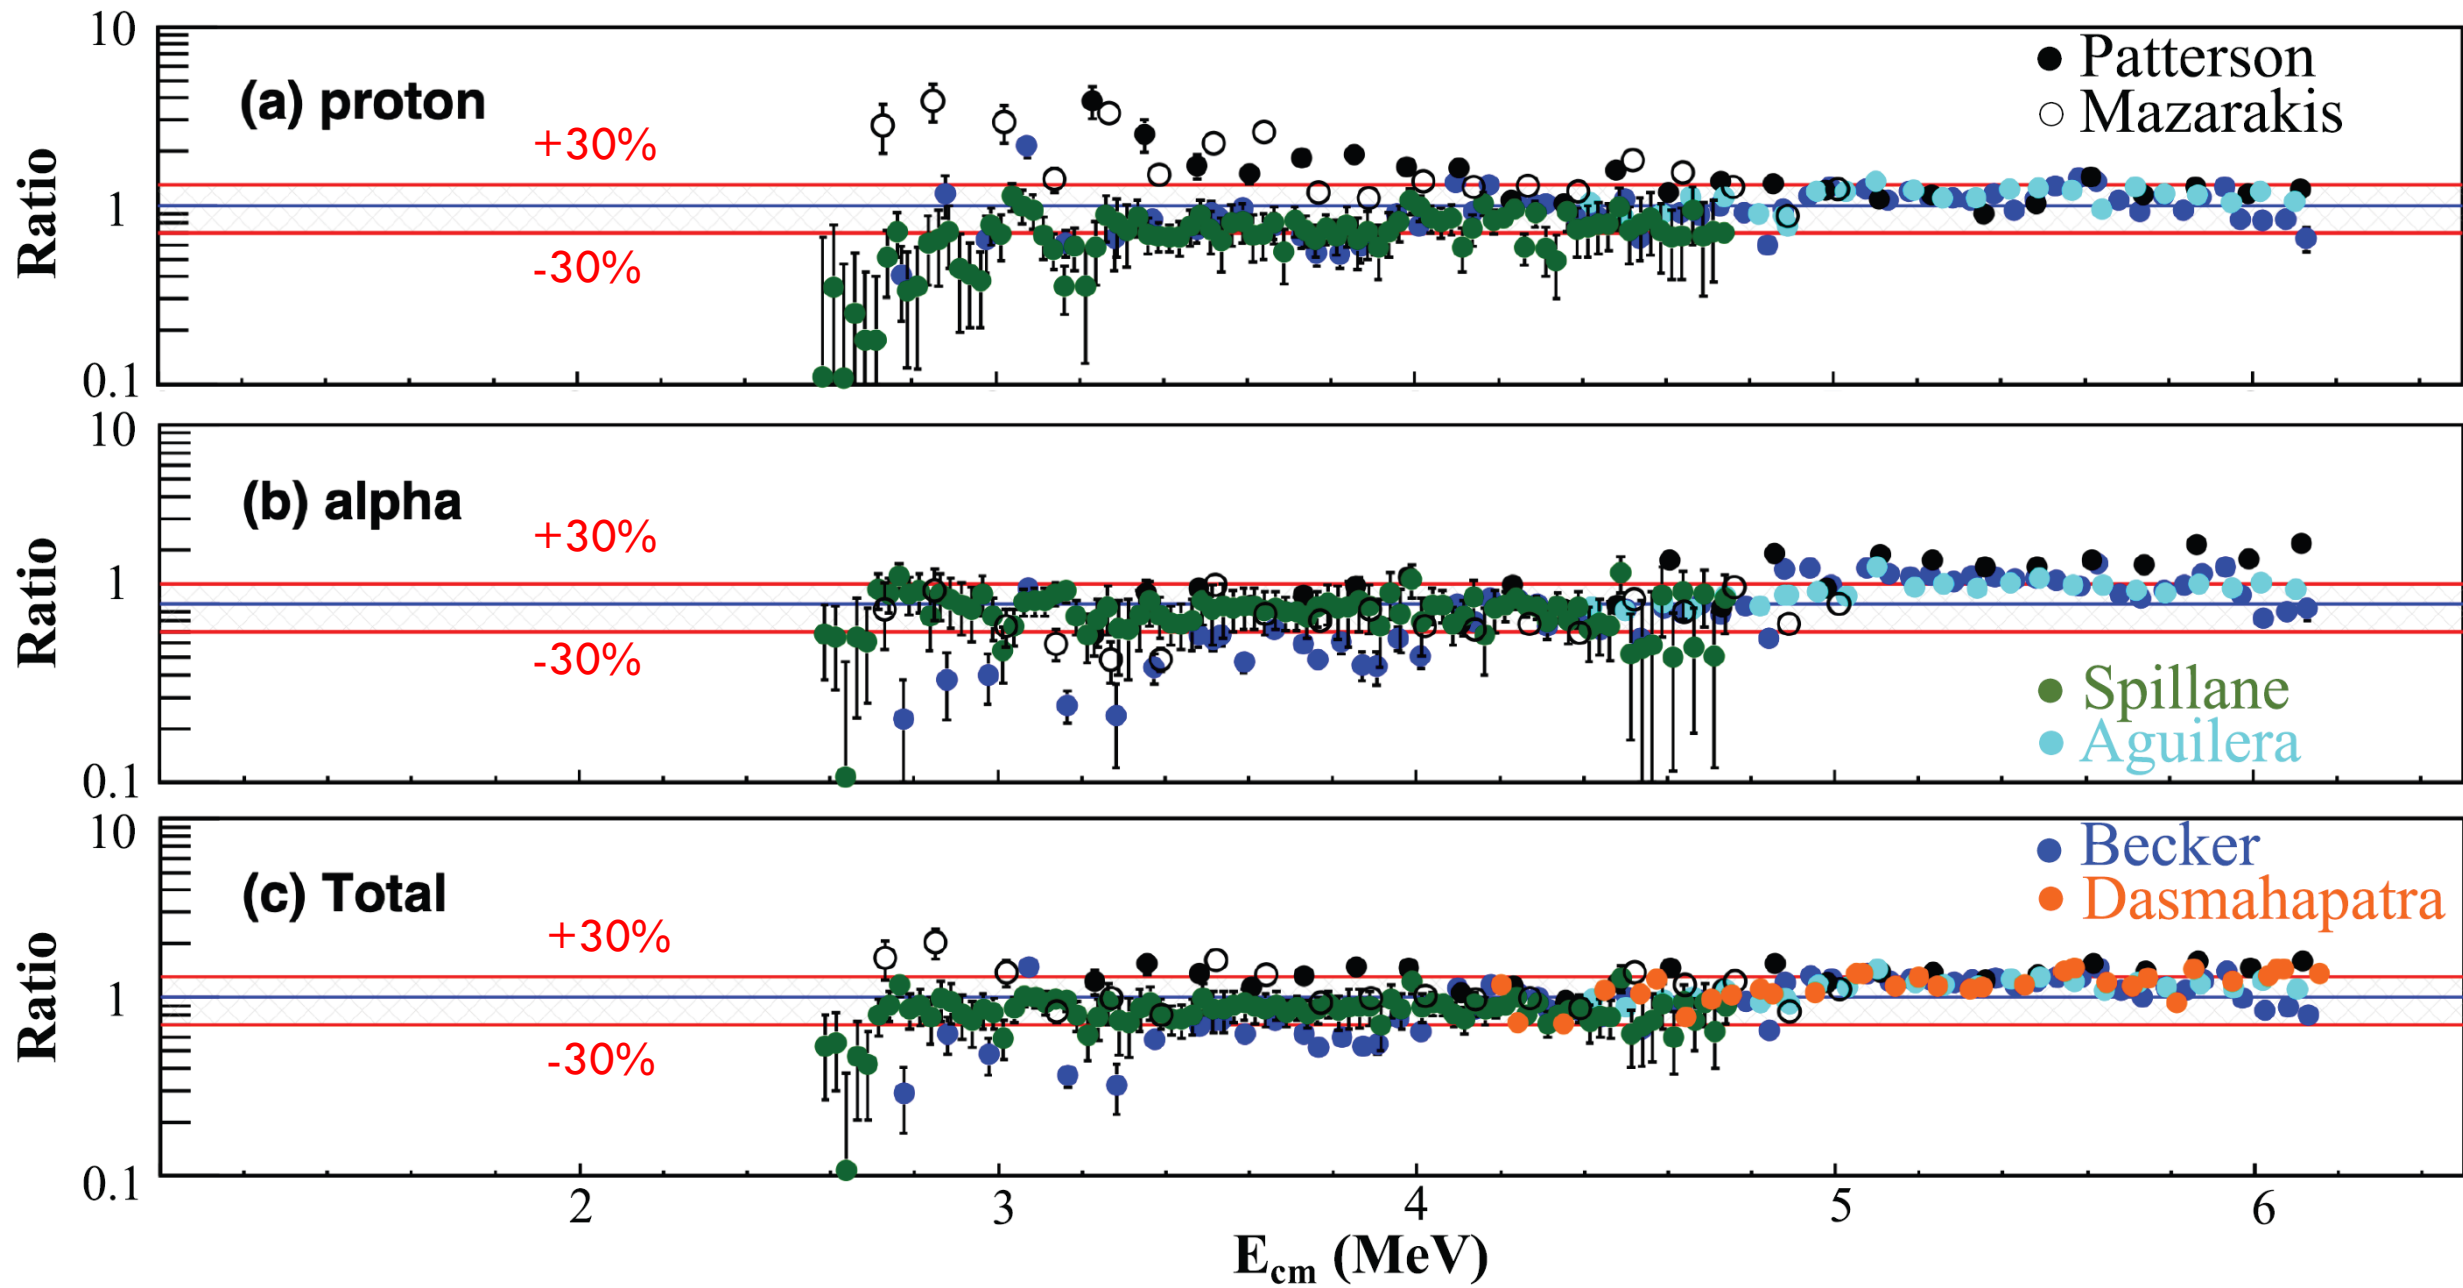 10
(a) proton
Patterson
Mazarakis
+30%
Ratio
1
-30%
0.1
10
(b) alpha
+30%
Ratio
1
-30%
Spillane
Aguilera
0.1
10
(c) Total
Becker
Dasmahapatra
+30%
Ratio
1
-30%
0.1
2 3 4 5 6
Ecm (MeV)